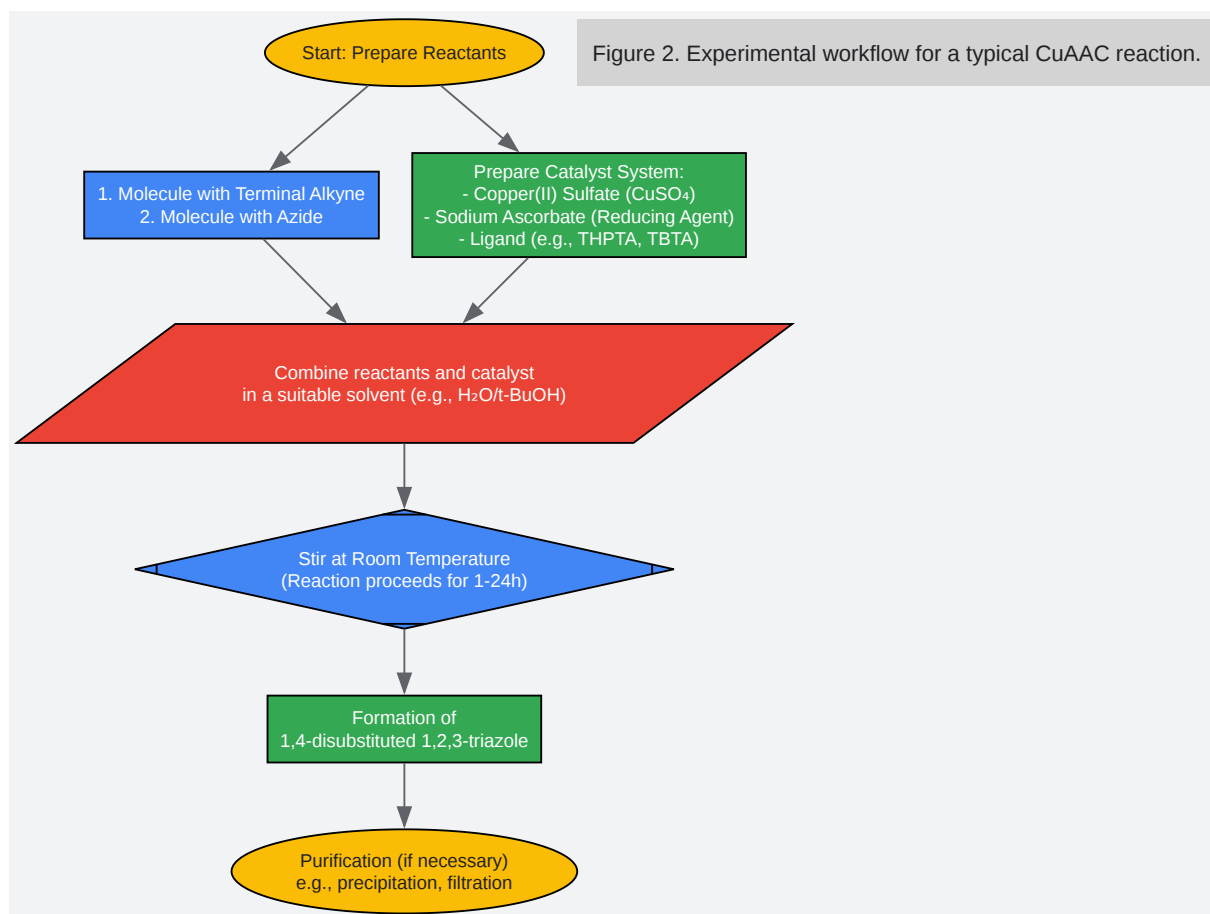 Start: Prepare Reactants
Figure 2. Experimental workflow for a typical CuAAC reaction.
1. Molecule with Terminal Alkyne
2. Molecule with Azide
Prepare Catalyst System:
- Copper(II) Sulfate (CuSO₄)
- Sodium Ascorbate (Reducing Agent)
- Ligand (e.g., THPTA, TBTA)
Combine reactants and catalyst
in a suitable solvent (e.g., H₂O/t-BuOH)
Stir at Room Temperature
(Reaction proceeds for 1-24h)
Formation of
1,4-disubstituted 1,2,3-triazole
Purification (if necessary)
e.g., precipitation, filtration